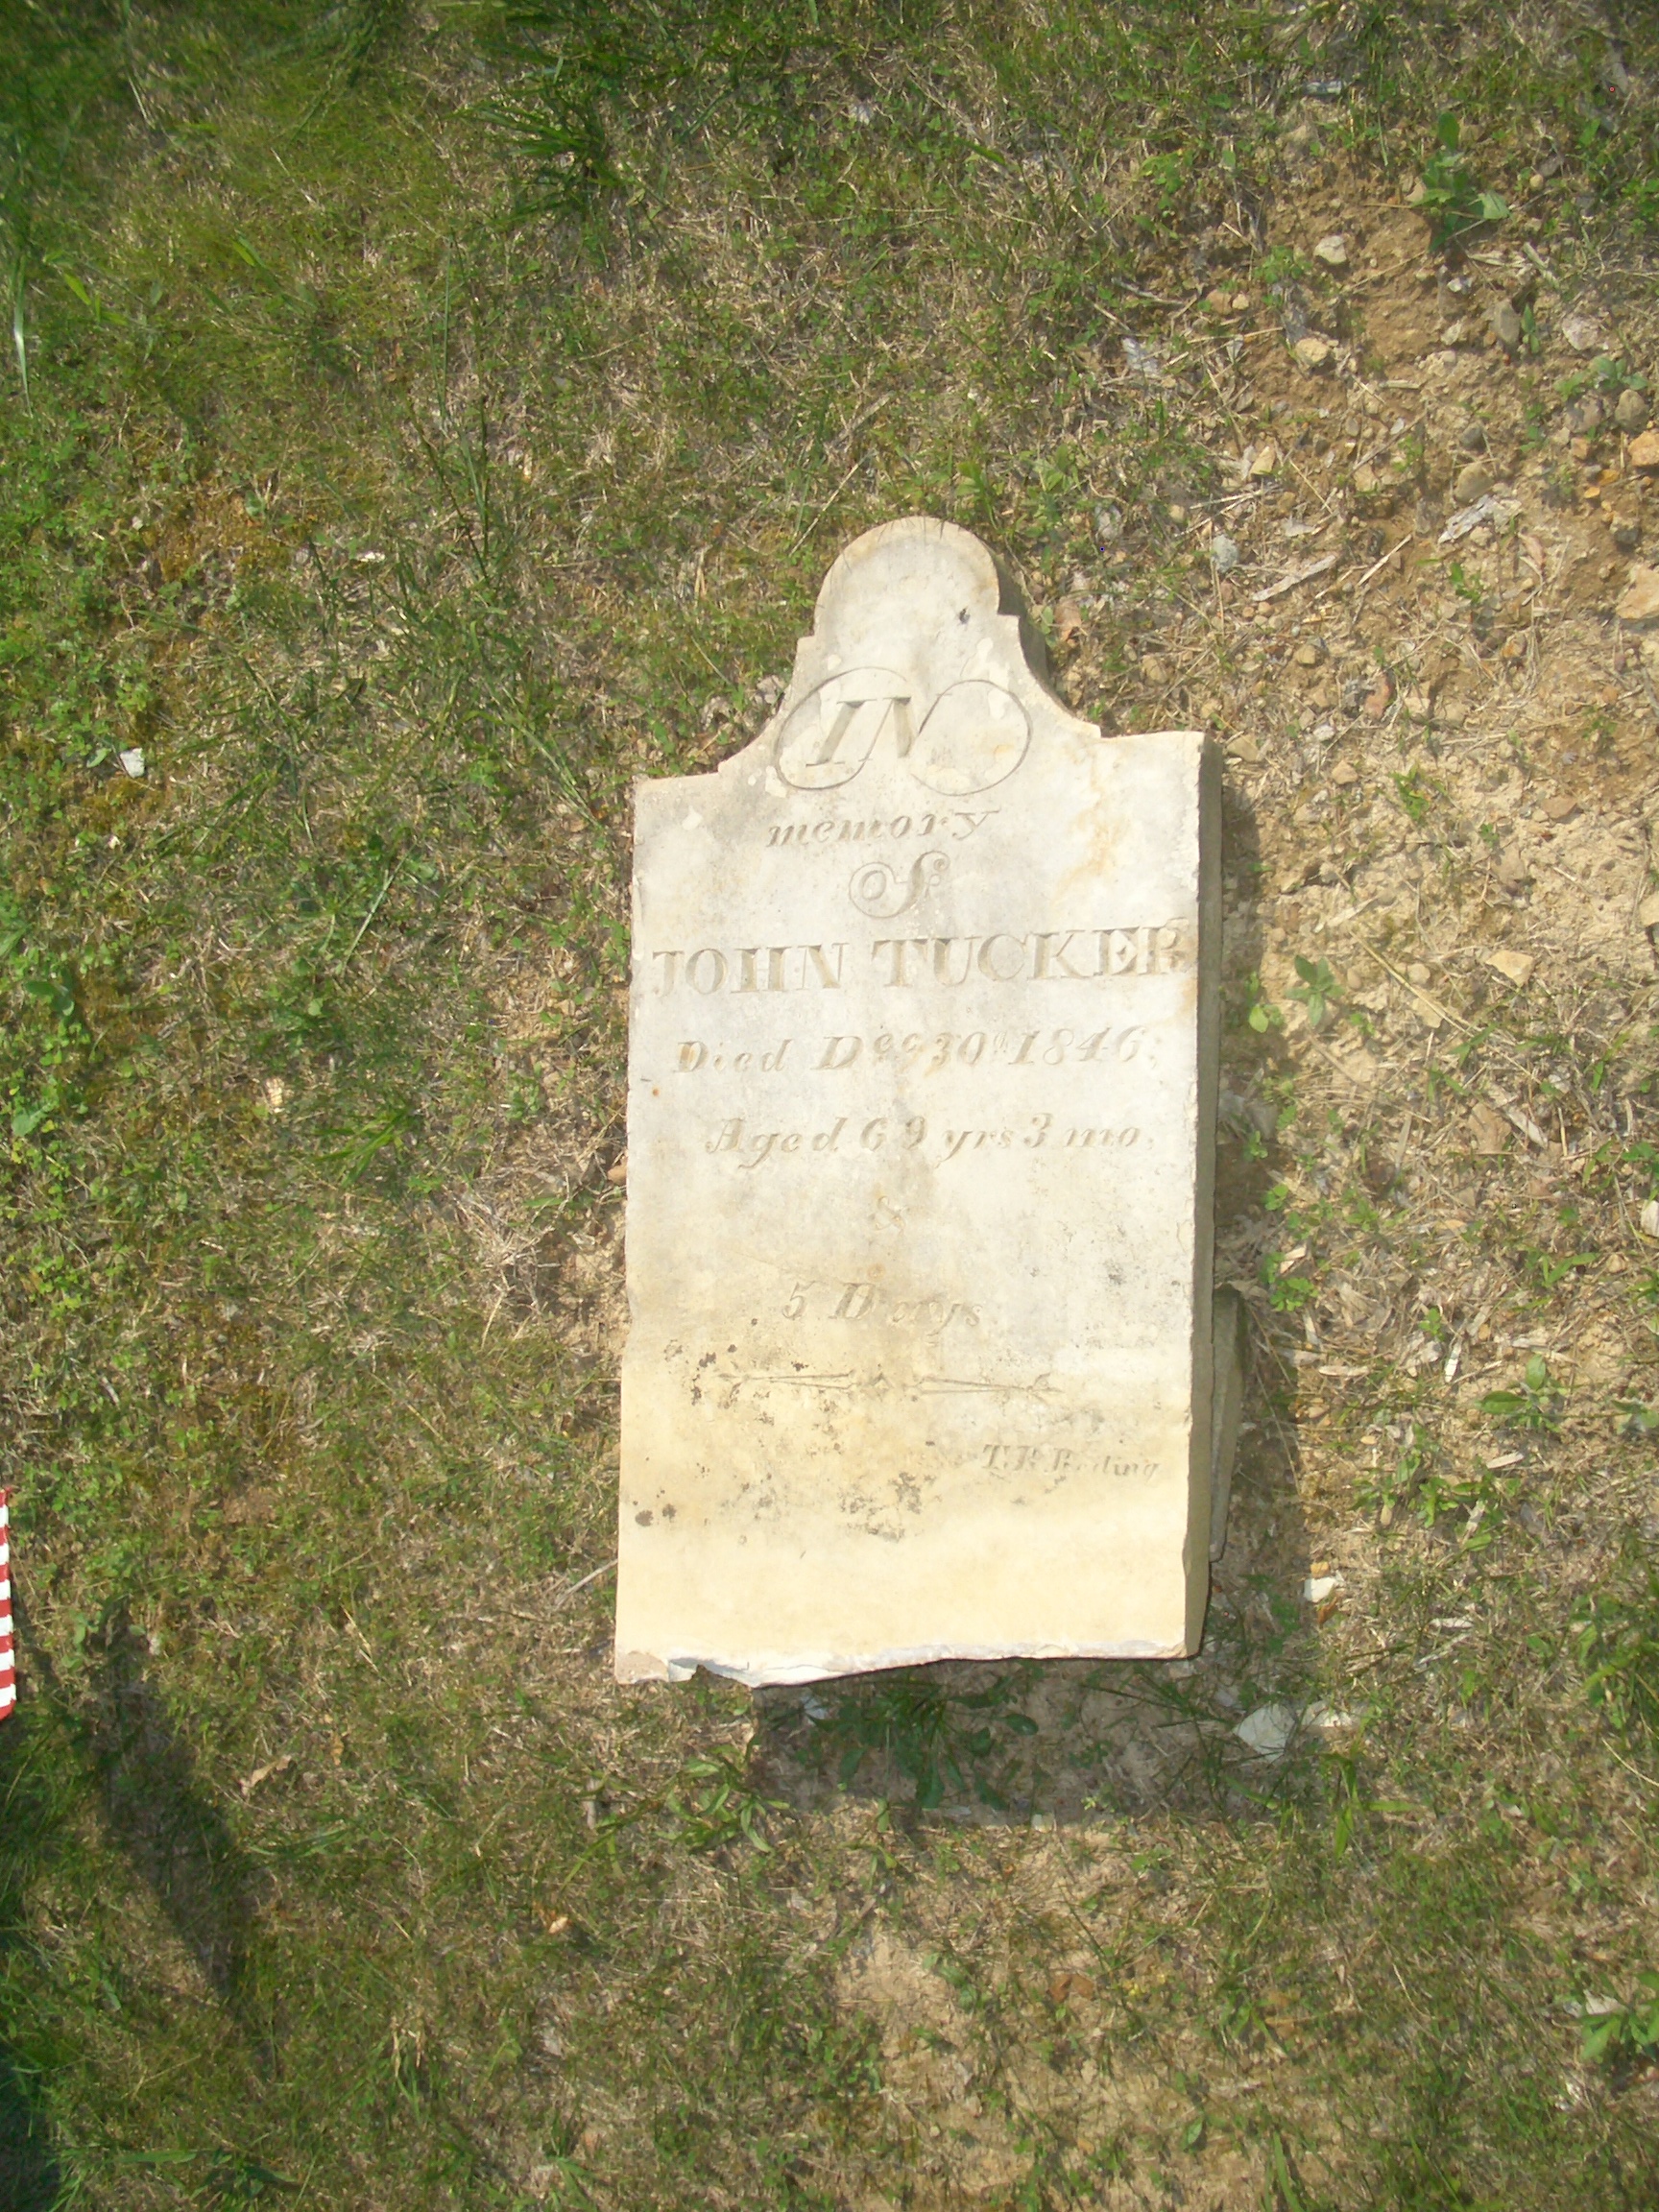 IN
memory
of
JOHN TUCKER
Died Dec 30th 1846;
Aged 69 yrs 3 mo.
&
5 Days